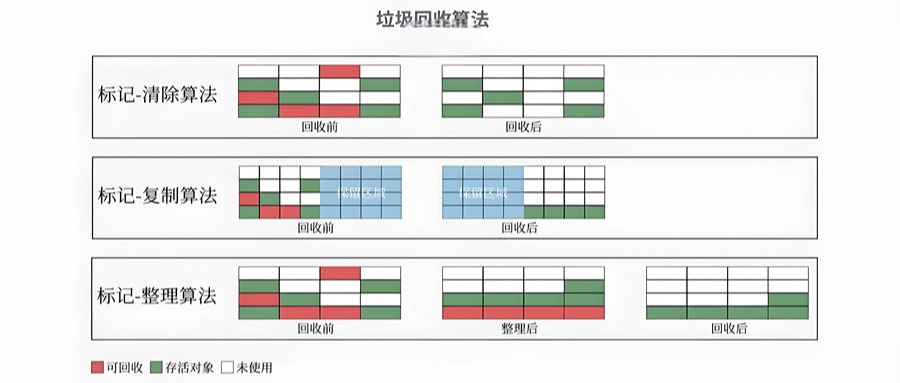 垃圾回收算法
标记-清除算法
回收前
回收后
标记-复制算法
保留区域
保留区域
回收前
回收后
标记-整理算法
回收前
整理后
回收后
可回收 存活对象 未使用